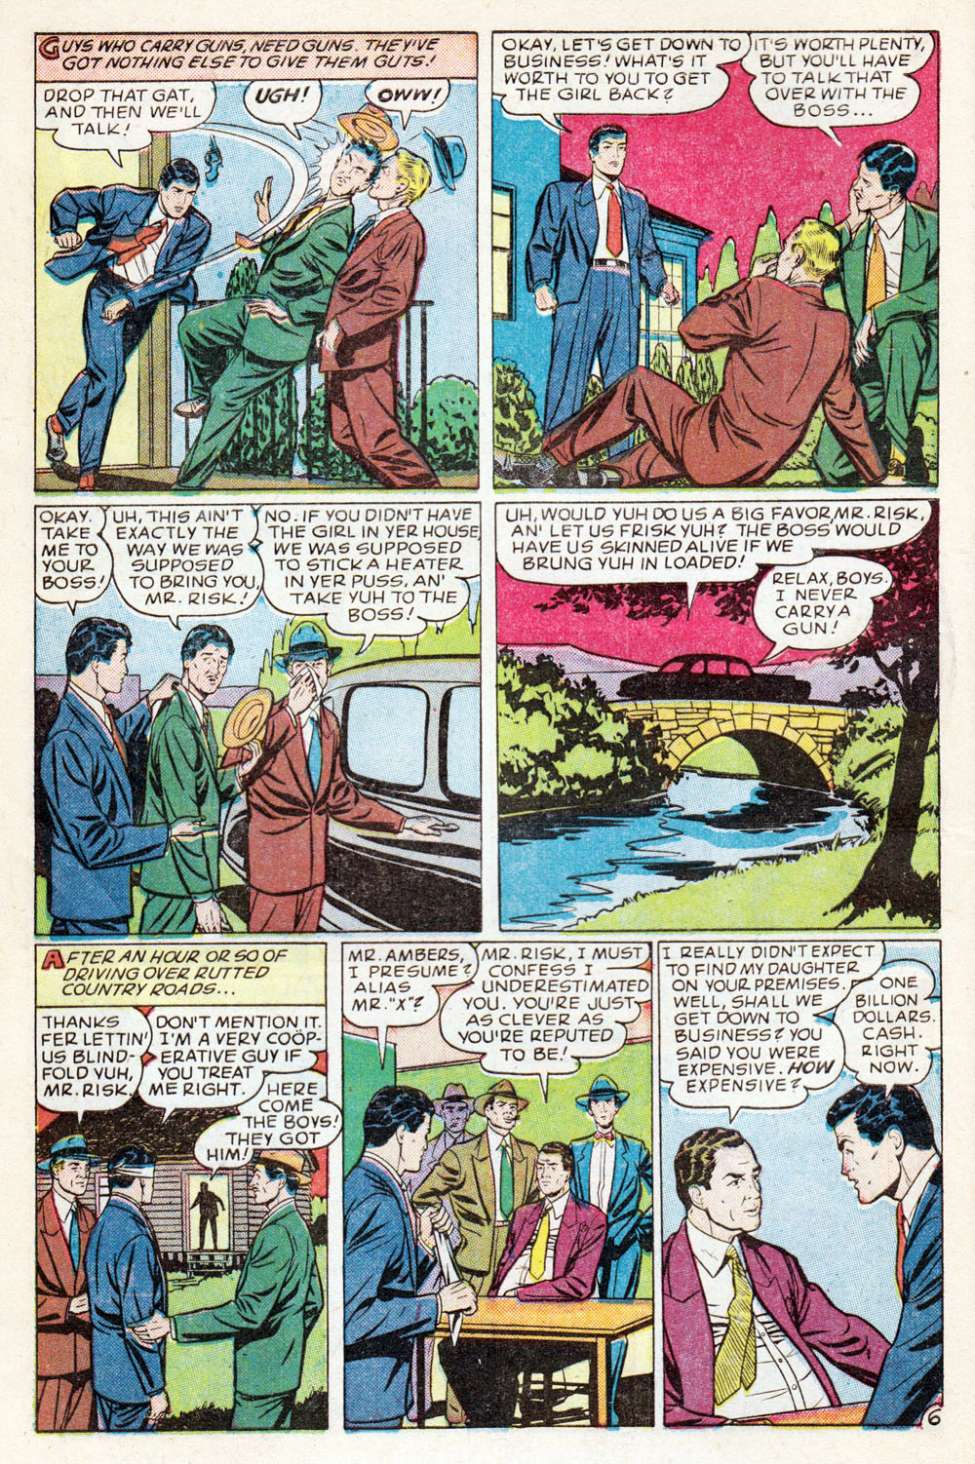 GUYS WHO CARRY GUNS, NEED GUNS. THEY'VE
GOT NOTHING ELSE TO GIVE THEM GUTS!
DROP THAT GAT,
AND THEN WE'LL
TALK!
UGH!
OWW!
OKAY, LET'S GET DOWN TO
BUSINESS! WHAT'S IT
WORTH TO YOU TO GET
THE GIRL BACK?
IT'S WORTH PLENTY,
BUT YOU'LL HAVE
TO TALK THAT
OVER WITH THE
BOSS...
OKAY.
TAKE
ME TO
YOUR
BOSS!
UH, THIS AIN'T
EXACTLY THE
WAY WE WAS
SUPPOSED
TO BRING YOU,
MR. RISK!
NO. IF YOU DIDN'T HAVE
THE GIRL IN YER HOUSE,
WE WAS SUPPOSED
TO STICK A HEATER
IN YER PUSS, AN'
TAKE YUH TO THE
BOSS!
UH, WOULD YUH DO US A BIG FAVOR, MR. RISK,
AN' LET US FRISK YUH? THE BOSS WOULD
HAVE US SKINNED ALIVE IF WE
BRUNG YUH IN LOADED!
RELAX, BOYS.
I NEVER
CARRY A
GUN!
AFTER AN HOUR OR SO OF
DRIVING OVER RUTTED
COUNTRY ROADS...
THANKS
FER LETTIN'
US BLIND-
FOLD YUH,
MR. RISK.
DON'T MENTION IT.
I'M A VERY COÖP-
ERATIVE GUY IF
YOU TREAT
ME RIGHT.
HERE
COME
THE BOYS!
THEY GOT
HIM!
MR. AMBERS,
I PRESUME?
ALIAS
MR. "X"?
MR. RISK, I MUST
CONFESS I
UNDERESTIMATED
YOU. YOU'RE JUST
AS CLEVER AS
YOU'RE REPUTED
TO BE!
I REALLY DIDN'T EXPECT
TO FIND MY DAUGHTER
ON YOUR PREMISES.
WELL, SHALL WE
GET DOWN TO
BUSINESS? YOU
SAID YOU WERE
EXPENSIVE. HOW
EXPENSIVE?
ONE
BILLION
DOLLARS.
CASH.
RIGHT
NOW.
6